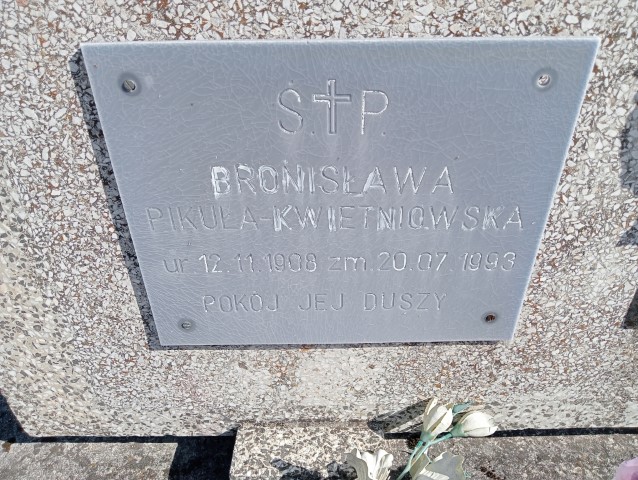 S.†P.
BRONISŁAWA
PIKUŁA-KWIETNIOWSKA
ur 12.11.1908 zm.20.07.1993
POKÓJ JEJ DUSZY